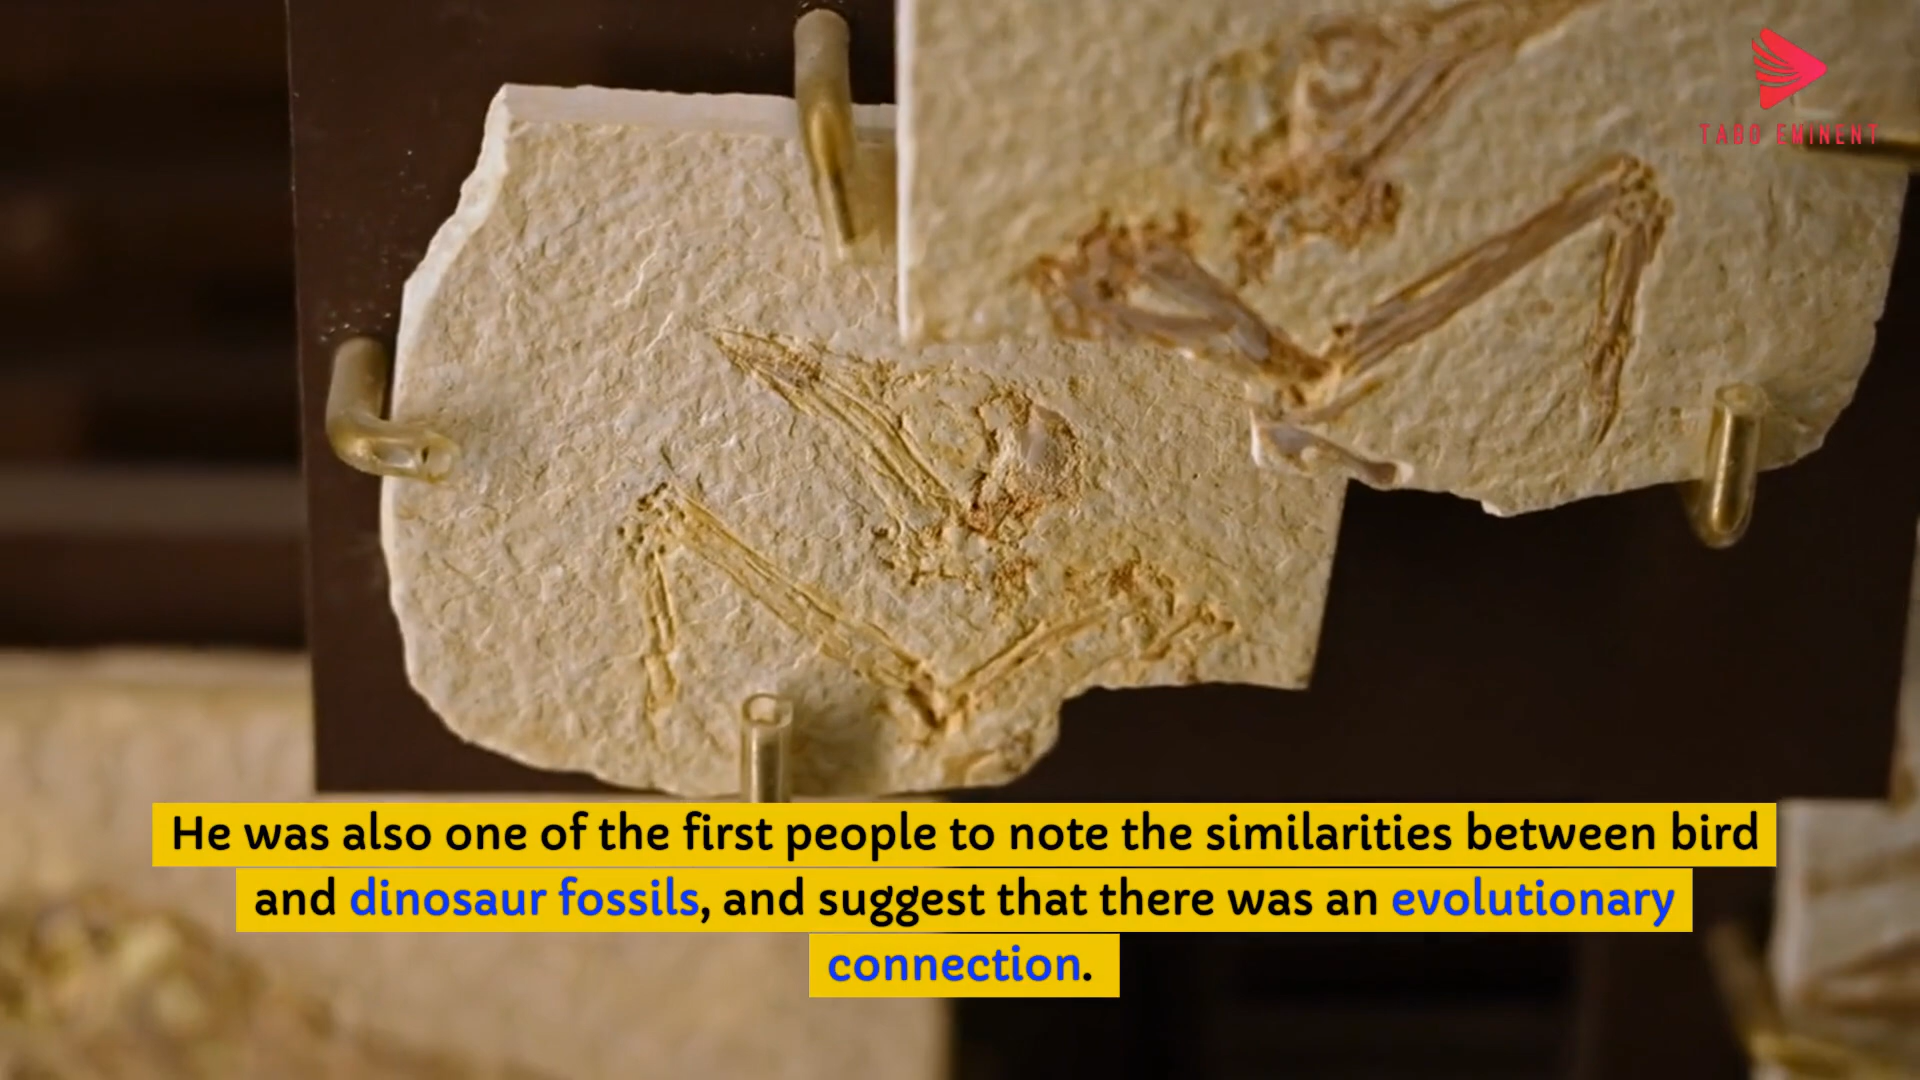 TABO EMINENT
He was also one of the first people to note the similarities between bird
and dinosaur fossils, and suggest that there was an evolutionary
connection.